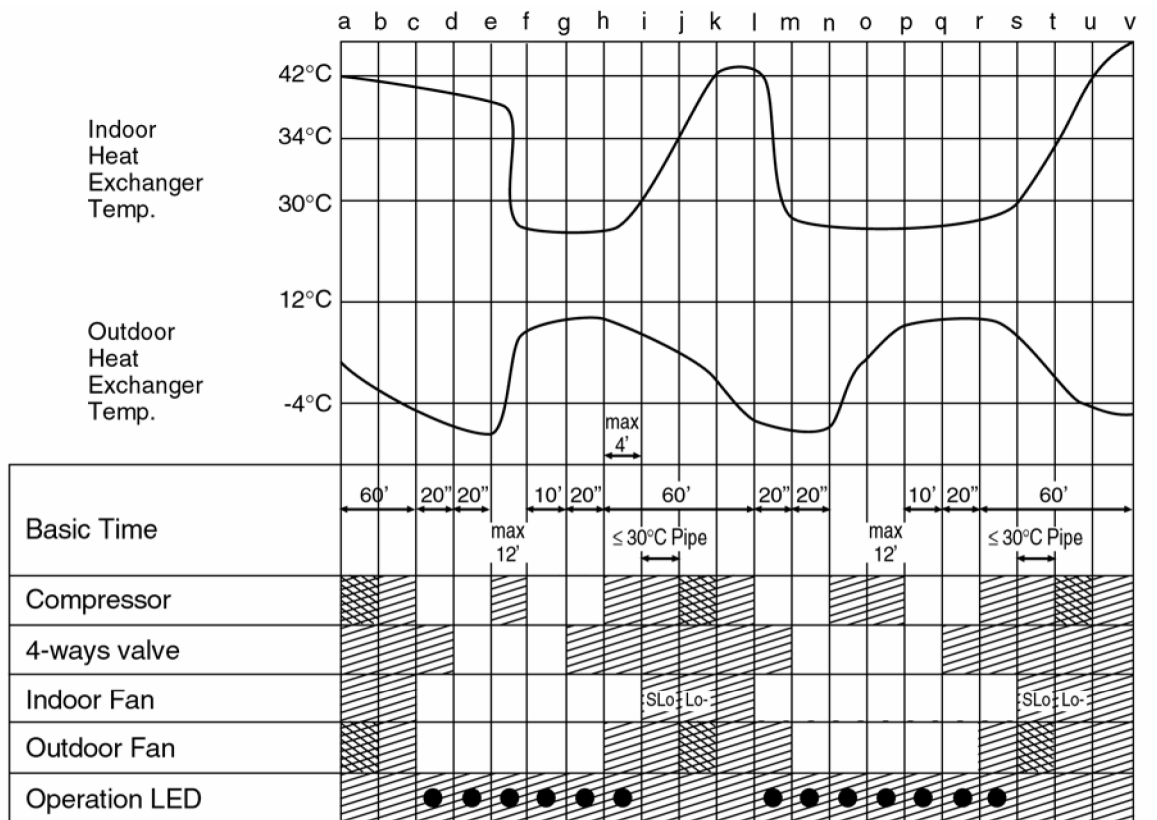 a b c d e f g h i j k l m n o p q r s t u v
42°C
34°C
30°C
12°C
-4°C
Indoor
Heat
Exchanger
Temp.
Outdoor
Heat
Exchanger
Temp.
max
4’
Basic Time
60’ 20” 20” 10’ 20” 60’ 20” 20” 10’ 20” 60’
max
12’
≤ 30°C Pipe
max
12’
≤ 30°C Pipe
Compressor
4-ways valve
Indoor Fan SLo Lo- SLo Lo-
Outdoor Fan
Operation LED